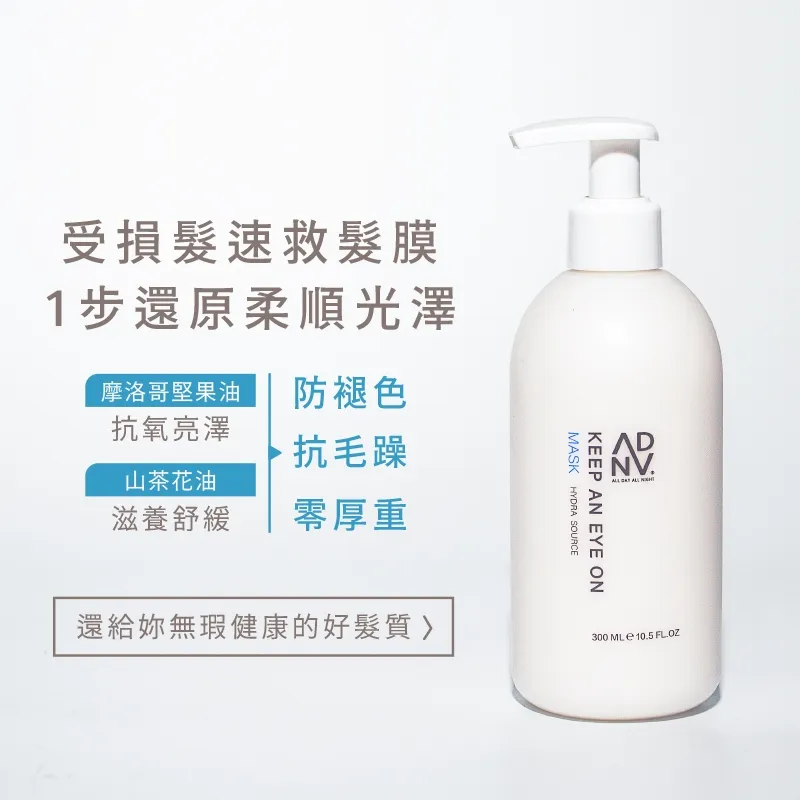 受損髮速救髮膜
1步還原柔順光澤
摩洛哥堅果油
抗氧亮澤
山茶花油
滋養舒緩
防褪色
抗毛躁
零厚重
還給妳無瑕健康的好髮質 〉
AD
NV.®
ALL DAY ALL NIGHT
KEEP AN EYE ON
MASK HYDRA SOURCE
300 ML ℮ 10.5 FL.OZ